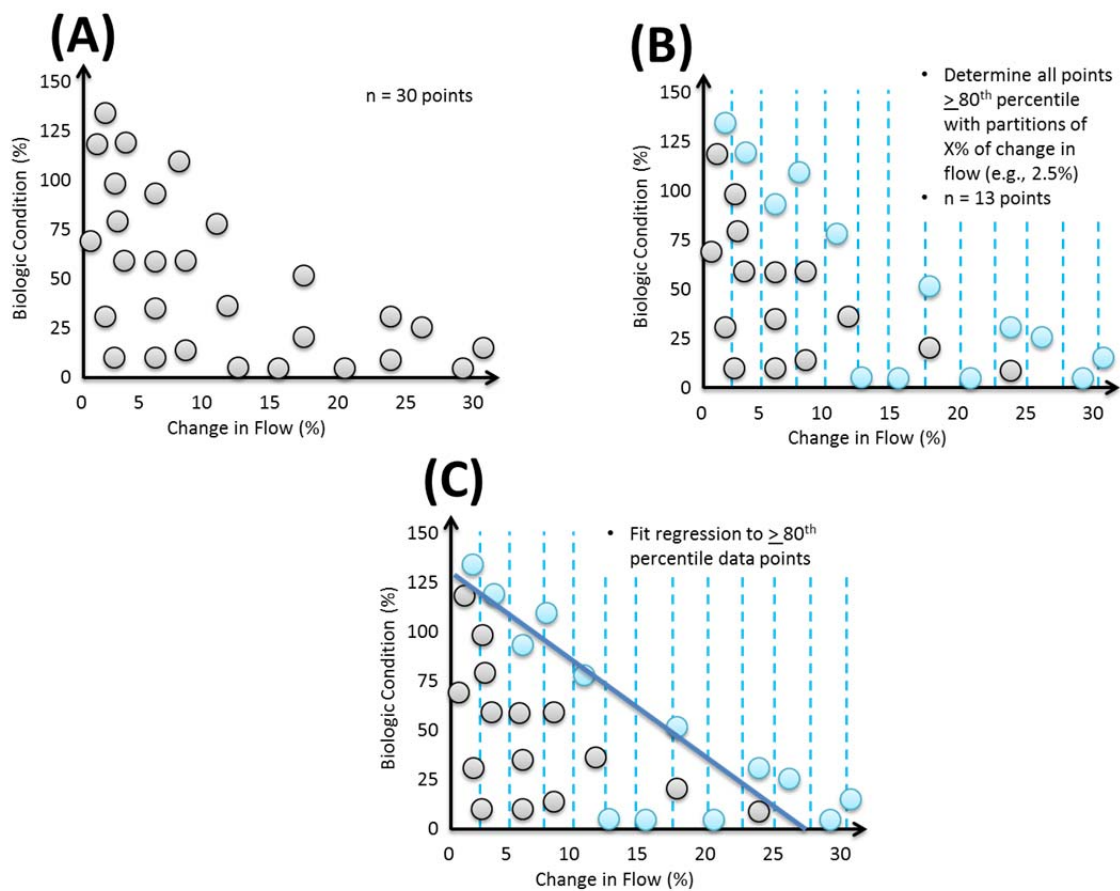 (A)
150
125
100
75
50
25
0
Biologic Condition (%)
n = 30 points
0 5 10 15 20 25 30
Change in Flow (%)
(B)
150
125
100
75
50
25
0
Biologic Condition (%)
• Determine all points
>80th percentile
with partitions of
X% of change in
flow (e.g., 2.5%)
• n = 13 points
0 5 10 15 20 25 30
Change in Flow (%)
(C)
150
125
100
75
50
25
0
Biologic Condition (%)
• Fit regression to >80th
percentile data points
0 5 10 15 20 25 30
Change in Flow (%)